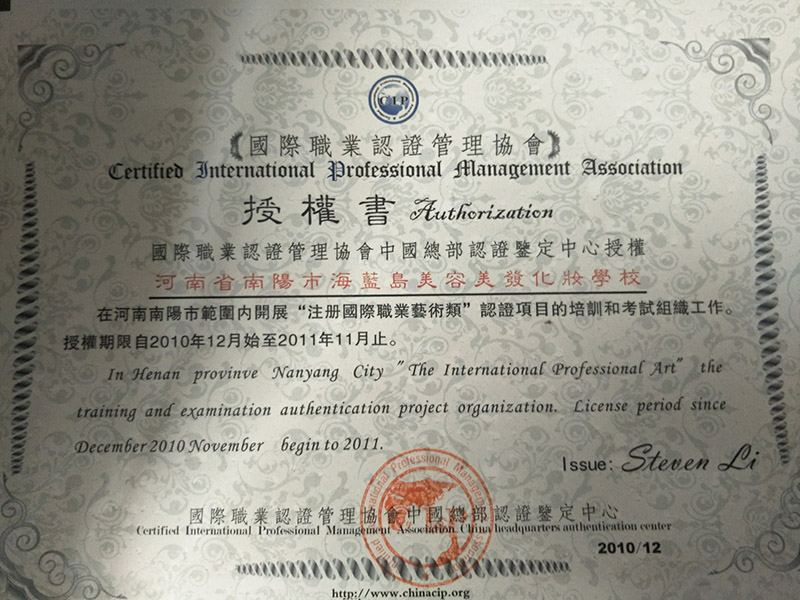 CIP
【國際職業認證管理協會】
Certified International Professional Management Association
授權書 Authorization
國際職業認證管理協會中國總部認證鑒定中心授權
河南省南陽市海藍島美容美發化妝學校
在河南南陽市範圍内開展“注册國際職業藝術類”認證項目的培訓和考試組織工作。
授權期限自2010年12月始至2011年11月止。
In Henan provinve Nanyang City "The International Professional Art" the
training and examination authentication project organization. License period since
December 2010 November begin to 2011.
Issue: Steven Li
國際職業認證管理協會中國總部認證鑒定中心
Certified International Professional Management Association China headquarters authentication center
2010/12
http://www.chinacip.org